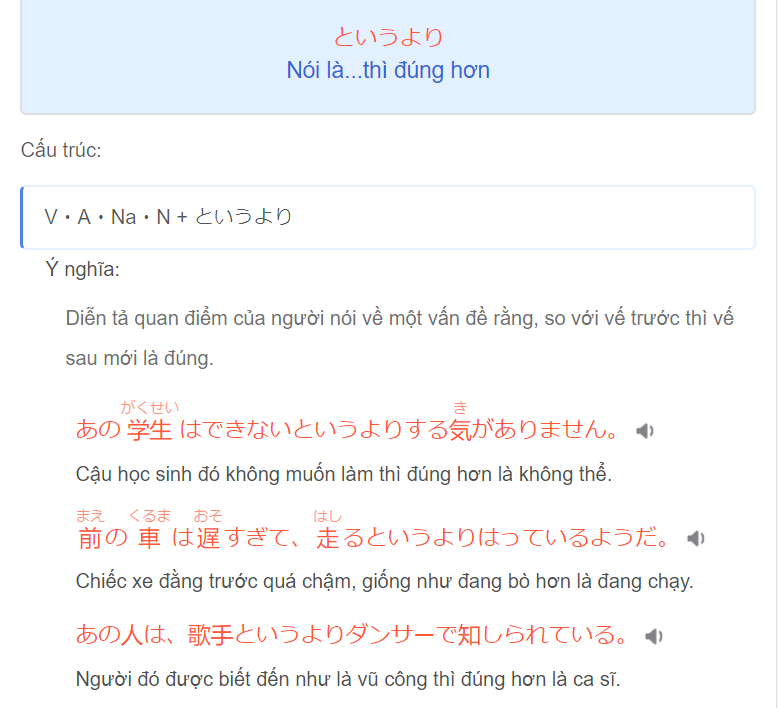 というより
Nói là...thì đúng hơn
Cấu trúc:
V・A・Na・N + というより
Ý nghĩa:
Diễn tả quan điểm của người nói về một vấn đề rằng, so với vế trước thì vế
sau mới là đúng.
がくせい き
あの学生はできないというよりする気がありません。
Cậu học sinh đó không muốn làm thì đúng hơn là không thể.
まえ くるま おそ はし
前の車は遅すぎて、走るというよりはっているようだ。
Chiếc xe đằng trước quá chậm, giống như đang bò hơn là đang chạy.
あの人は、歌手というよりダンサーで知しられている。
Người đó được biết đến như là vũ công thì đúng hơn là ca sĩ.